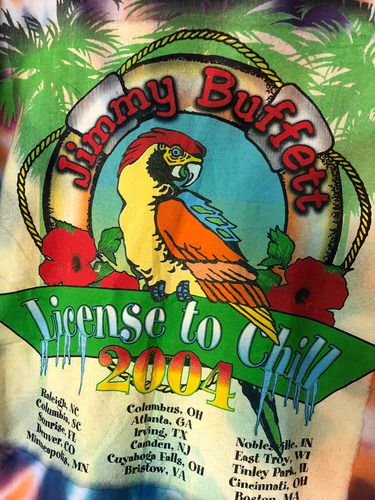 Jimmy Buffett
License to Chill
2004
Raleigh, NC
Columbia, SC
Sunrise, FL
Denver, CO
Minneapolis, MN
Columbus, OH
Atlanta, GA
Irving, TX
Camden, NJ
Cuyahoga Falls, OH
Bristow, VA
Noblesville, IN
East Troy, WI
Tinley Park, IL
Cincinnati, OH
Boston, MA